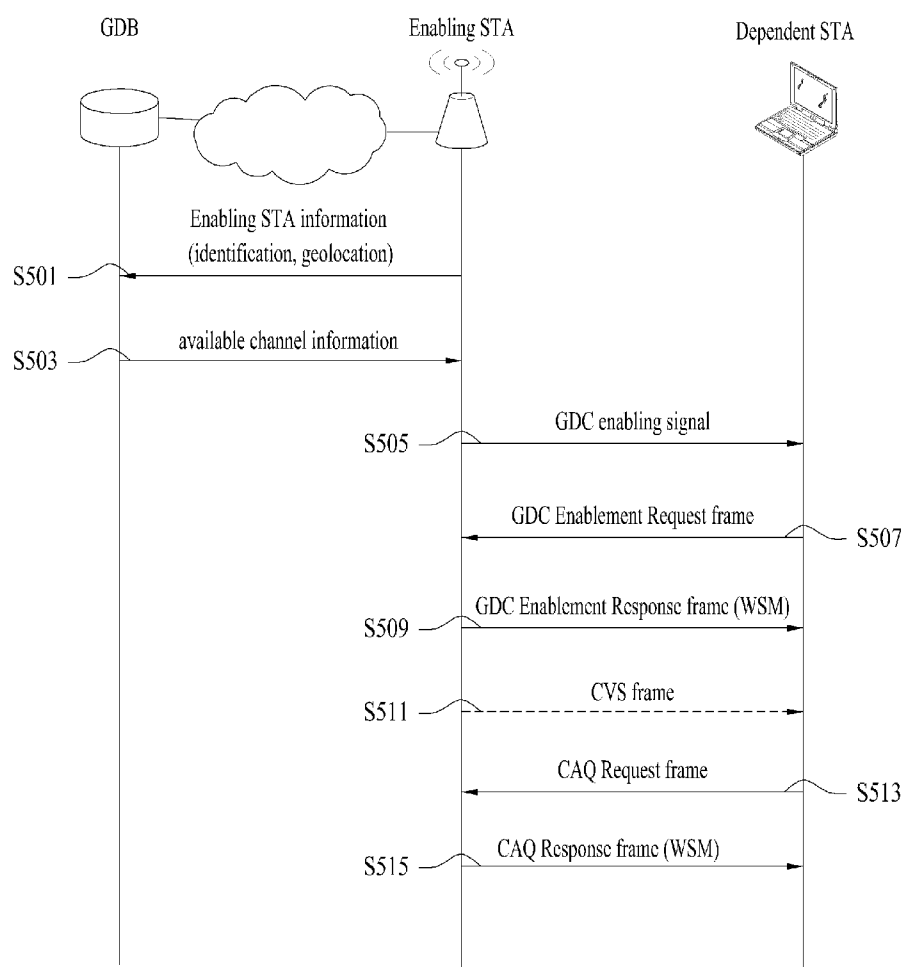 GDB
Enabling STA
Dependent STA
Enabling STA information
(identification, geolocation)
S501
available channel information
S503
GDC enabling signal
S505
GDC Enablement Request frame
S507
GDC Enablement Response frame (WSM)
S509
CVS frame
S511
CAQ Request frame
S513
CAQ Response frame (WSM)
S515